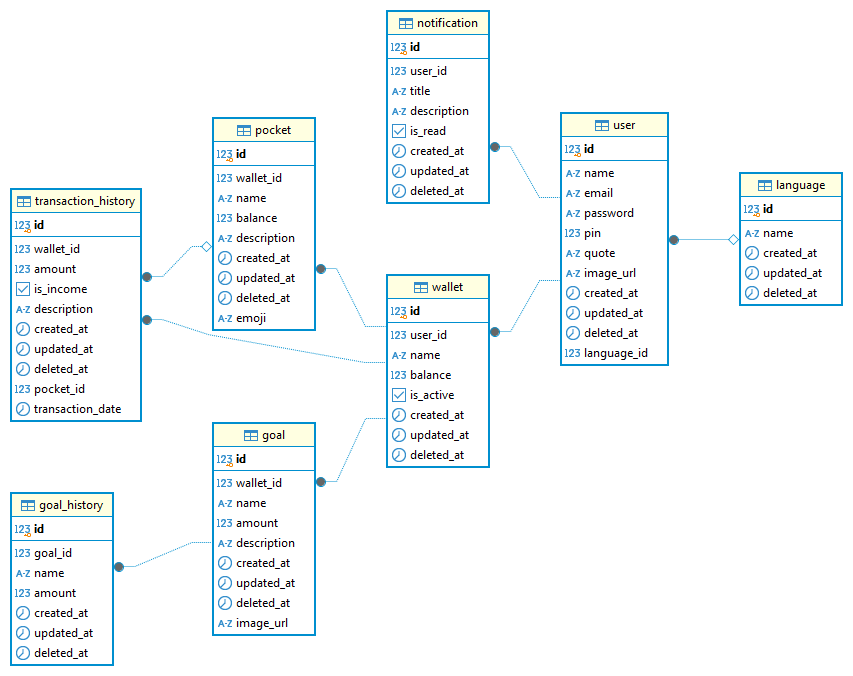 notification
123 id
123 user_id
A-Z title
A-Z description
is_read
created_at
updated_at
deleted_at
pocket
123 id
123 wallet_id
A-Z name
123 balance
A-Z description
created_at
updated_at
deleted_at
A-Z emoji
user
123 id
A-Z name
A-Z email
A-Z password
123 pin
A-Z quote
A-Z image_url
created_at
updated_at
deleted_at
123 language_id
language
123 id
A-Z name
created_at
updated_at
deleted_at
transaction_history
123 id
123 wallet_id
123 amount
is_income
A-Z description
created_at
updated_at
deleted_at
123 pocket_id
transaction_date
wallet
123 id
123 user_id
A-Z name
123 balance
is_active
created_at
updated_at
deleted_at
goal
123 id
123 wallet_id
A-Z name
123 amount
A-Z description
created_at
updated_at
deleted_at
A-Z image_url
goal_history
123 id
123 goal_id
A-Z name
123 amount
created_at
updated_at
deleted_at